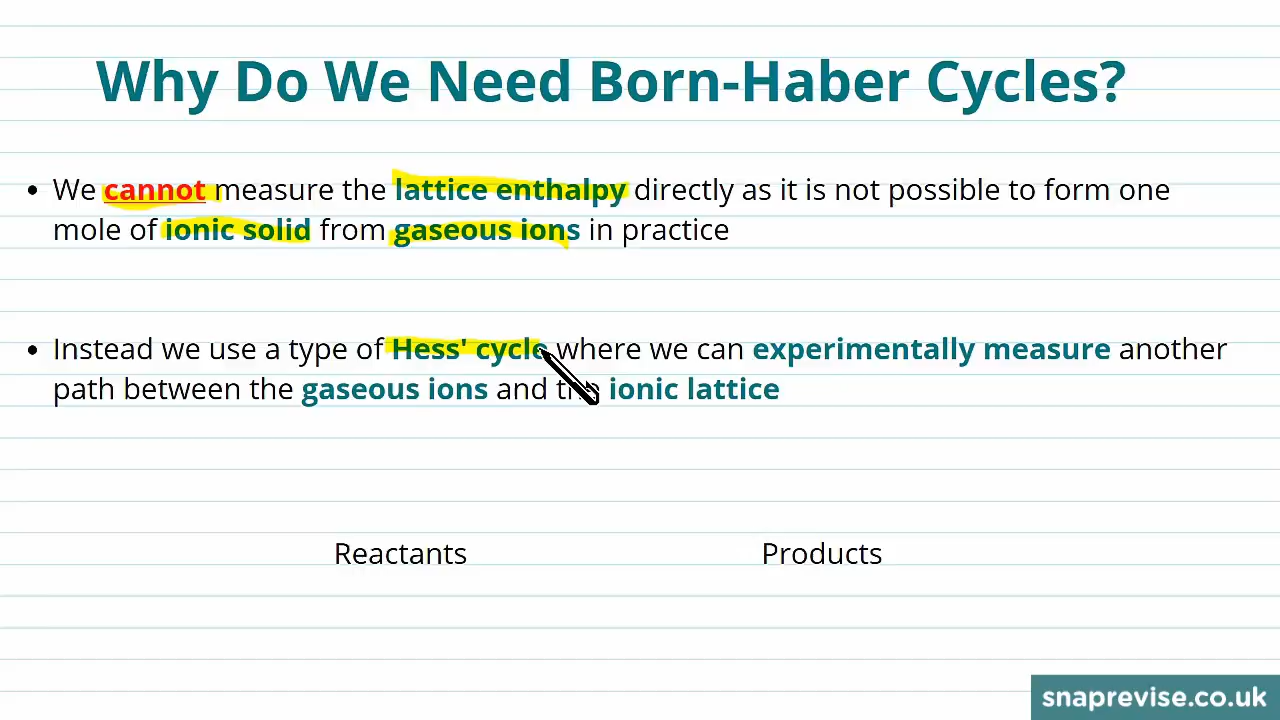 Why Do We Need Born-Haber Cycles?
• We cannot measure the lattice enthalpy directly as it is not possible to form one
mole of ionic solid from gaseous ions in practice
• Instead we use a type of Hess' cycle where we can experimentally measure another
path between the gaseous ions and the ionic lattice
Reactants Products
snaprevise.co.uk